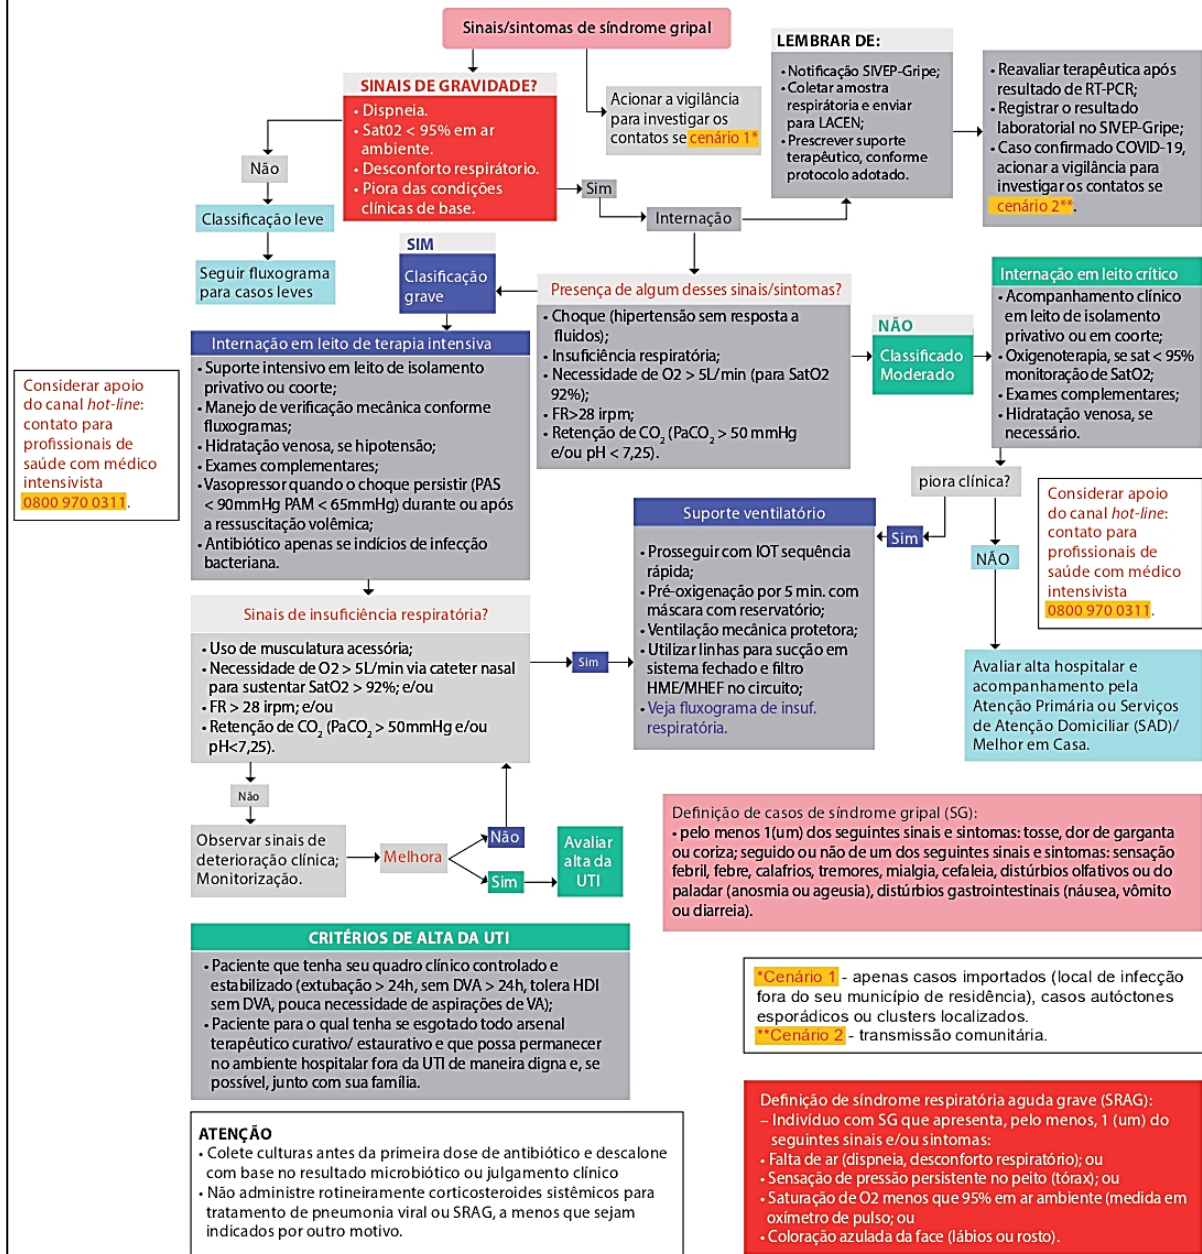 Sinais/sintomas de síndrome gripal
SINAIS DE GRAVIDADE?
• Dispneia.
• Sat02 < 95% em ar
ambiente.
• Desconforto respirátório.
• Piora das condições
clínicas de base.
Acionar a vigilância
para investigar os
contatos se cenário 1*
LEMBRAR DE:
• Notificação SIVEP-Gripe;
• Coletar amostra
respirátória e enviar
para LACEN;
• Prescrever suporte
terapêutico, conforme
protocolo adotado.
• Reavaliar terapêutica após
resultado de RT-PCR;
• Registrar o resultado
laboratorial no SIVEP-Gripe;
• Caso confirmado COVID-19,
acionar a vigilância para
investigar os contatos se
cenário 2**.
Não
Sim
Internação
Classificação leve
Seguir fluxograma
para casos leves
SIM
Clasificação
grave
Presença de algum desses sinais/sintomas?
• Choque (hipertensão sem resposta a
fluidos);
• Insuficiência respiratória;
• Necessidade de O2 > 5L/min (para SatO2
92%);
• FR>28 irpm;
• Retenção de CO2 (PaCO2 > 50 mmHg
e/ou pH < 7,25).
NÃO
Classificado
Moderado
Internação em leito crítico
• Acompanhamento clínico
em leito de isolamento
privativo ou em coorte;
• Oxigenoterapia, se sat < 95%
monitoração de SatO2;
• Exames complementares;
• Hidratação venosa, se
necessário.
Internação em leito de terapia intensiva
• Suporte intensivo em leito de isolamento
privativo ou coorte;
• Manejo de verificação mecânica conforme
fluxogramas;
• Hidratação venosa, se hipotensão;
• Exames complementares;
• Vasopressor quando o choque persistir (PAS
< 90mmHg PAM < 65mmHg) durante ou após
a ressuscitação volêmica;
• Antibiótico apenas se indícios de infecção
bacteriana.
Considerar apoio
do canal hot-line:
contato para
profissionais de
saúde com médico
intensivista
0800 970 0311.
piora clínica?
Sim
NÃO
Considerar apoio
do canal hot-line:
contato para
profissionais de
saúde com médico
intensivista
0800 970 0311.
Suporte ventilatório
• Prosseguir com IOT sequência
rápida;
• Pré-oxigenação por 5 min. com
máscara com reservatório;
• Ventilação mecânica protetora;
• Utilizar linhas para sucção em
sistema fechado e filtro
HME/MHEF no circuito;
• Veja fluxograma de insuf.
respiratória.
Sinais de insuficiência respiratória?
• Uso de musculatura acessória;
• Necessidade de O2 > 5L/min via cateter nasal
para sustentar SatO2 > 92%; e/ou
• FR > 28 irpm; e/ou
• Retenção de CO2 (PaCO2 > 50mmHg e/ou
pH<7,25).
Sim
Avaliar alta hospitalar e
acompanhamento pela
Atenção Primária ou Serviços
de Atenção Domiciliar (SAD)/
Melhor em Casa.
Não
Observar sinais de
deterioração clínica;
Monitorização.
Melhora
Não
Sim
Avaliar
alta da
UTI
Definição de casos de síndrome gripal (SG):
• pelo menos 1(um) dos seguintes sinais e sintomas: tosse, dor de garganta
ou coriza; seguido ou não de um dos seguintes sinais e sintomas: sensação
febril, febre, calafrios, tremores, mialgia, cefaleia, distúrbios olfativos ou do
paladar (anosmia ou ageusia), distúrbios gastrointestinais (náusea, vômito
ou diarreia).
CRITÉRIOS DE ALTA DA UTI
• Paciente que tenha seu quadro clínico controlado e
estabilizado (extubação > 24h, sem DVA > 24h, tolera HDI
sem DVA, pouca necessidade de aspirações de VA);
• Paciente para o qual tenha se esgotado todo arsenal
terapêutico curativo/ estaurativo e que possa permanecer
no ambiente hospitalar fora da UTI de maneira digna e, se
possível, junto com sua família.
*Cenário 1 - apenas casos importados (local de infecção
fora do seu município de residência), casos autóctones
esporádicos ou clusters localizados.
**Cenário 2 - transmissão comunitária.
ATENÇÃO
• Colete culturas antes da primeira dose de antibiótico e descalone
com base no resultado microbiótico ou julgamento clínico
• Não administre rotineiramente corticosteroides sistêmicos para
tratamento de pneumonia viral ou SRAG, a menos que sejam
indicados por outro motivo.
Definição de síndrome respiratória aguda grave (SRAG):
– Indivíduo com SG que apresenta, pelo menos, 1 (um) do
seguintes sinais e/ou sintomas:
• Falta de ar (dispneia, desconforto respiratório); ou
• Sensação de pressão persistente no peito (tórax); ou
• Saturação de O2 menos que 95% em ar ambiente (medida em
oxímetro de pulso; ou
• Coloração azulada da face (lábios ou rosto).